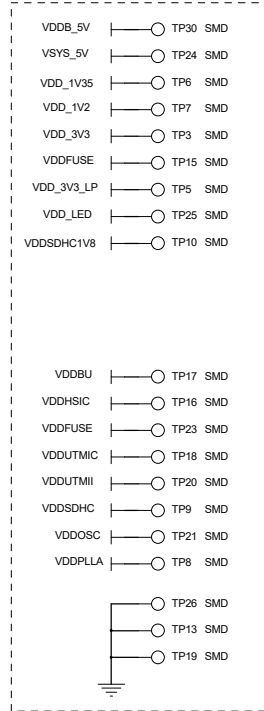 VDDB_5V TP30 SMD
VSYS_5V TP24 SMD
VDD_1V35 TP6 SMD
VDD_1V2 TP7 SMD
VDD_3V3 TP3 SMD
VDDFUSE TP15 SMD
VDD_3V3_LP TP5 SMD
VDD_LED TP25 SMD
VDDSDHC1V8 TP10 SMD
VDDBU TP17 SMD
VDDHSIC TP16 SMD
VDDFUSE TP23 SMD
VDDUTMIC TP18 SMD
VDDUTMII TP20 SMD
VDDSDHC TP9 SMD
VDDOSC TP21 SMD
VDDPLLA TP8 SMD
TP26 SMD
TP13 SMD
TP19 SMD